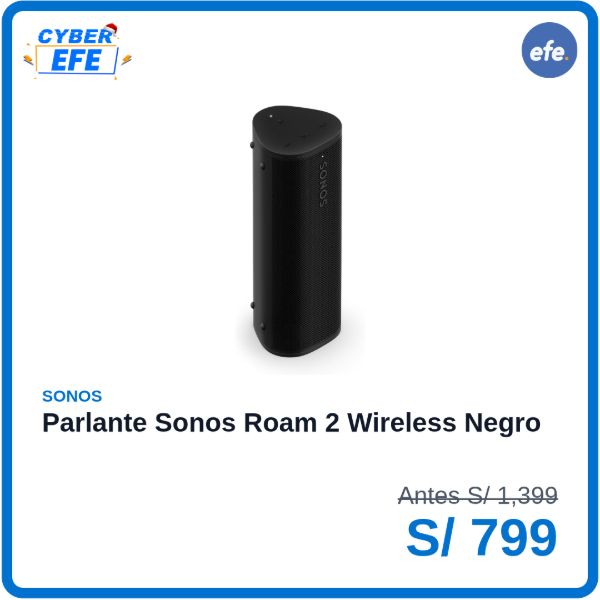 CYBER
EFE
efe.
SONOS
SONOS
Parlante Sonos Roam 2 Wireless Negro
Antes S/ 1,399
S/ 799